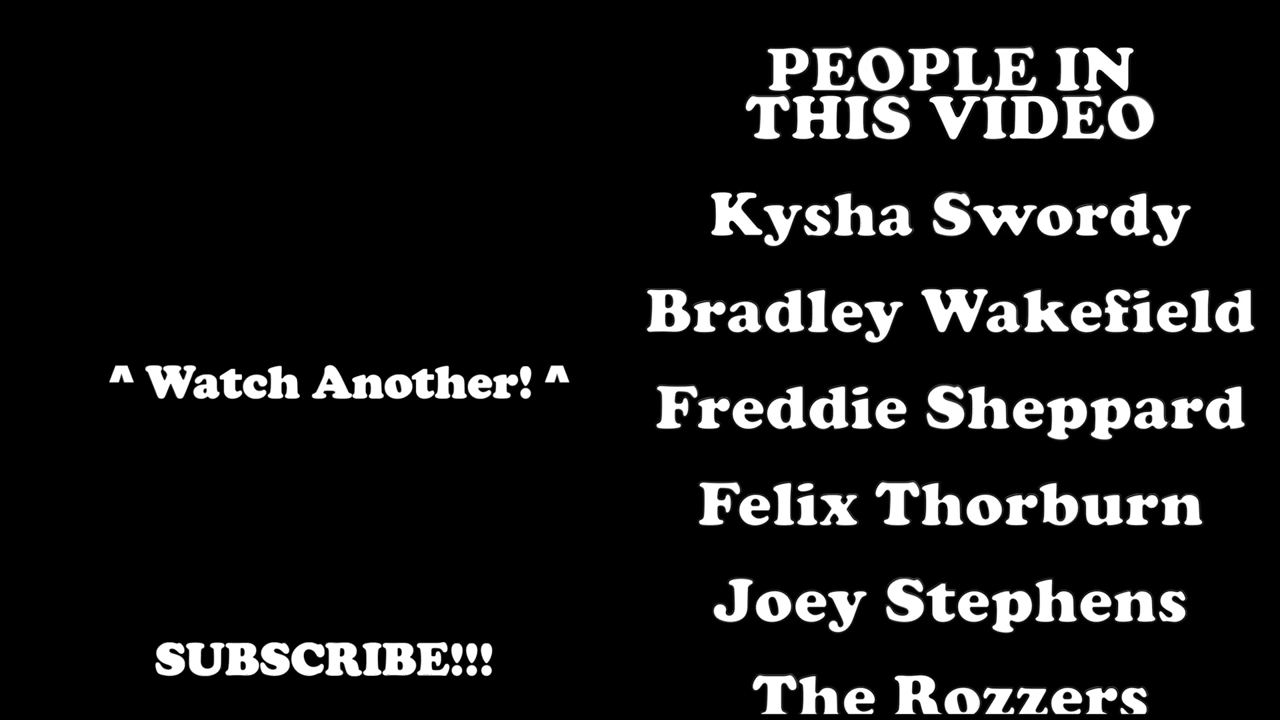 PEOPLE IN
THIS VIDEO
Kysha Swordy
Bradley Wakefield
Freddie Sheppard
Felix Thorburn
Joey Stephens
The Rozzers
^ Watch Another! ^
SUBSCRIBE!!!